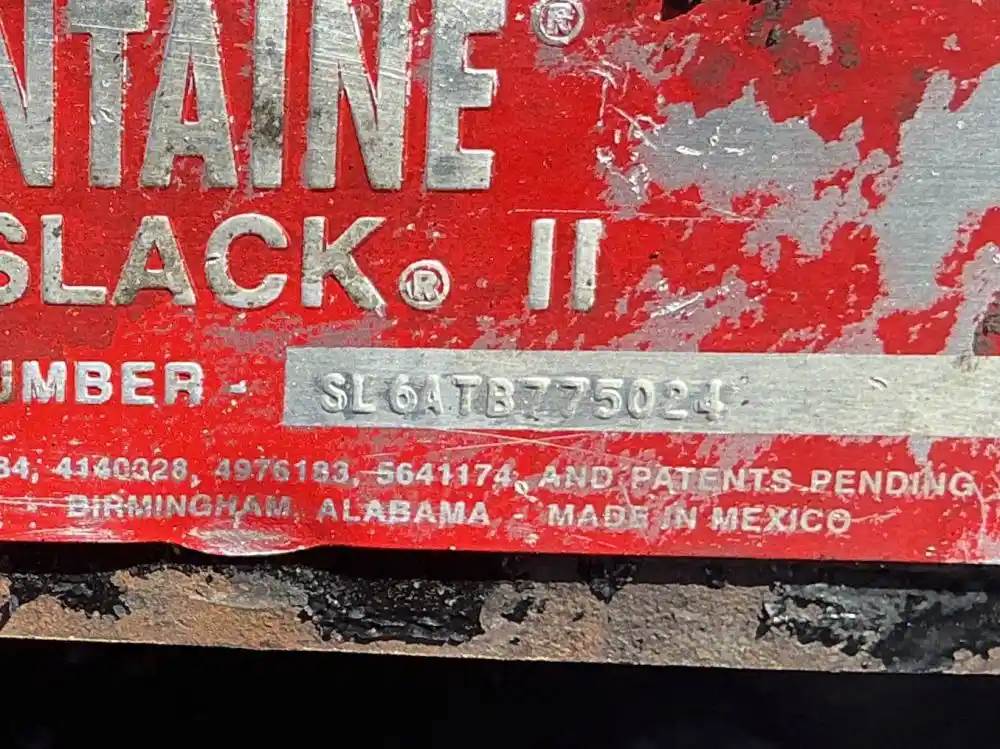 NTAINE®
SLACK® II
UMBER - SL6ATB775024
84, 4140328, 4976183, 5641174, AND PATENTS PENDING
- BIRMINGHAM, ALABAMA - MADE IN MEXICO